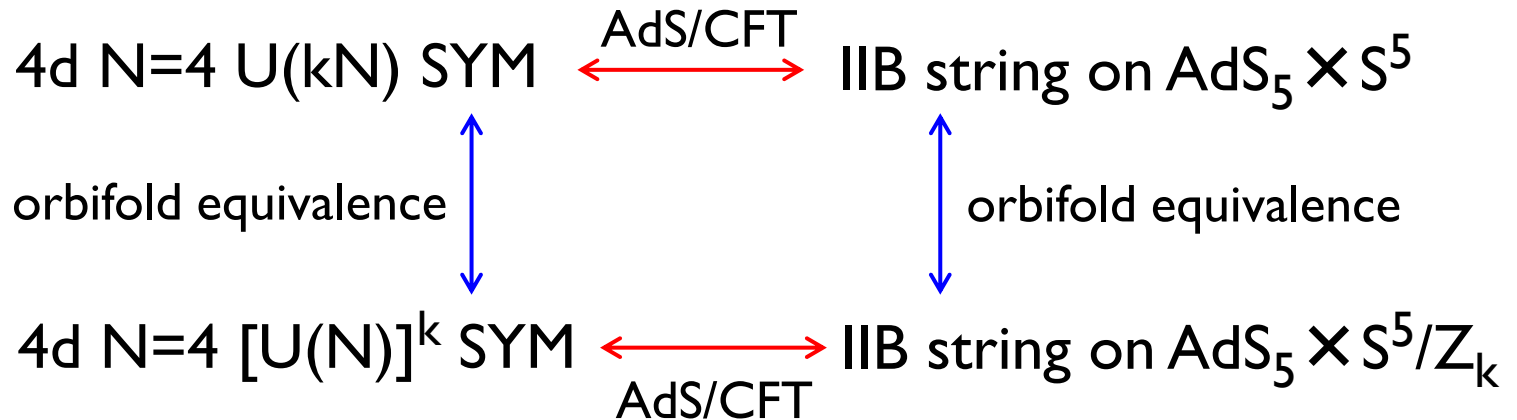 AdS/CFT
4d N=4 U(kN) SYM IIB string on AdS₅ × S⁵
orbifold equivalence orbifold equivalence
4d N=4 [U(N)]ᵏ SYM IIB string on AdS₅ × S⁵/Zₖ
AdS/CFT